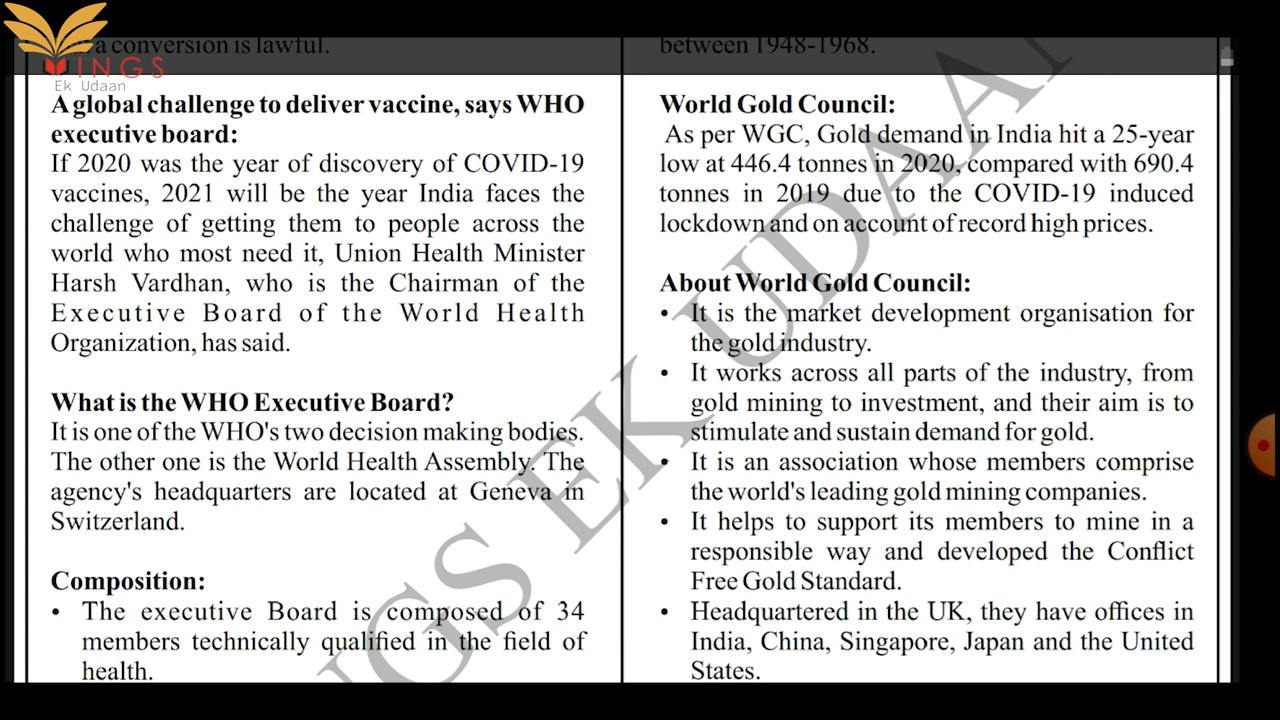 WINGS
Ek Udaan
a conversion is lawful.
A global challenge to deliver vaccine, says WHO
executive board:
If 2020 was the year of discovery of COVID-19
vaccines, 2021 will be the year India faces the
challenge of getting them to people across the
world who most need it, Union Health Minister
Harsh Vardhan, who is the Chairman of the
Executive Board of the World Health
Organization, has said.
What is the WHO Executive Board?
It is one of the WHO's two decision making bodies.
The other one is the World Health Assembly. The
agency's headquarters are located at Geneva in
Switzerland.
Composition:
• The executive Board is composed of 34
members technically qualified in the field of
health.
between 1948-1968.
World Gold Council:
As per WGC, Gold demand in India hit a 25-year
low at 446.4 tonnes in 2020, compared with 690.4
tonnes in 2019 due to the COVID-19 induced
lockdown and on account of record high prices.
About World Gold Council:
• It is the market development organisation for
the gold industry.
• It works across all parts of the industry, from
gold mining to investment, and their aim is to
stimulate and sustain demand for gold.
• It is an association whose members comprise
the world's leading gold mining companies.
• It helps to support its members to mine in a
responsible way and developed the Conflict
Free Gold Standard.
• Headquartered in the UK, they have offices in
India, China, Singapore, Japan and the United
States.
NGS EK UDAA